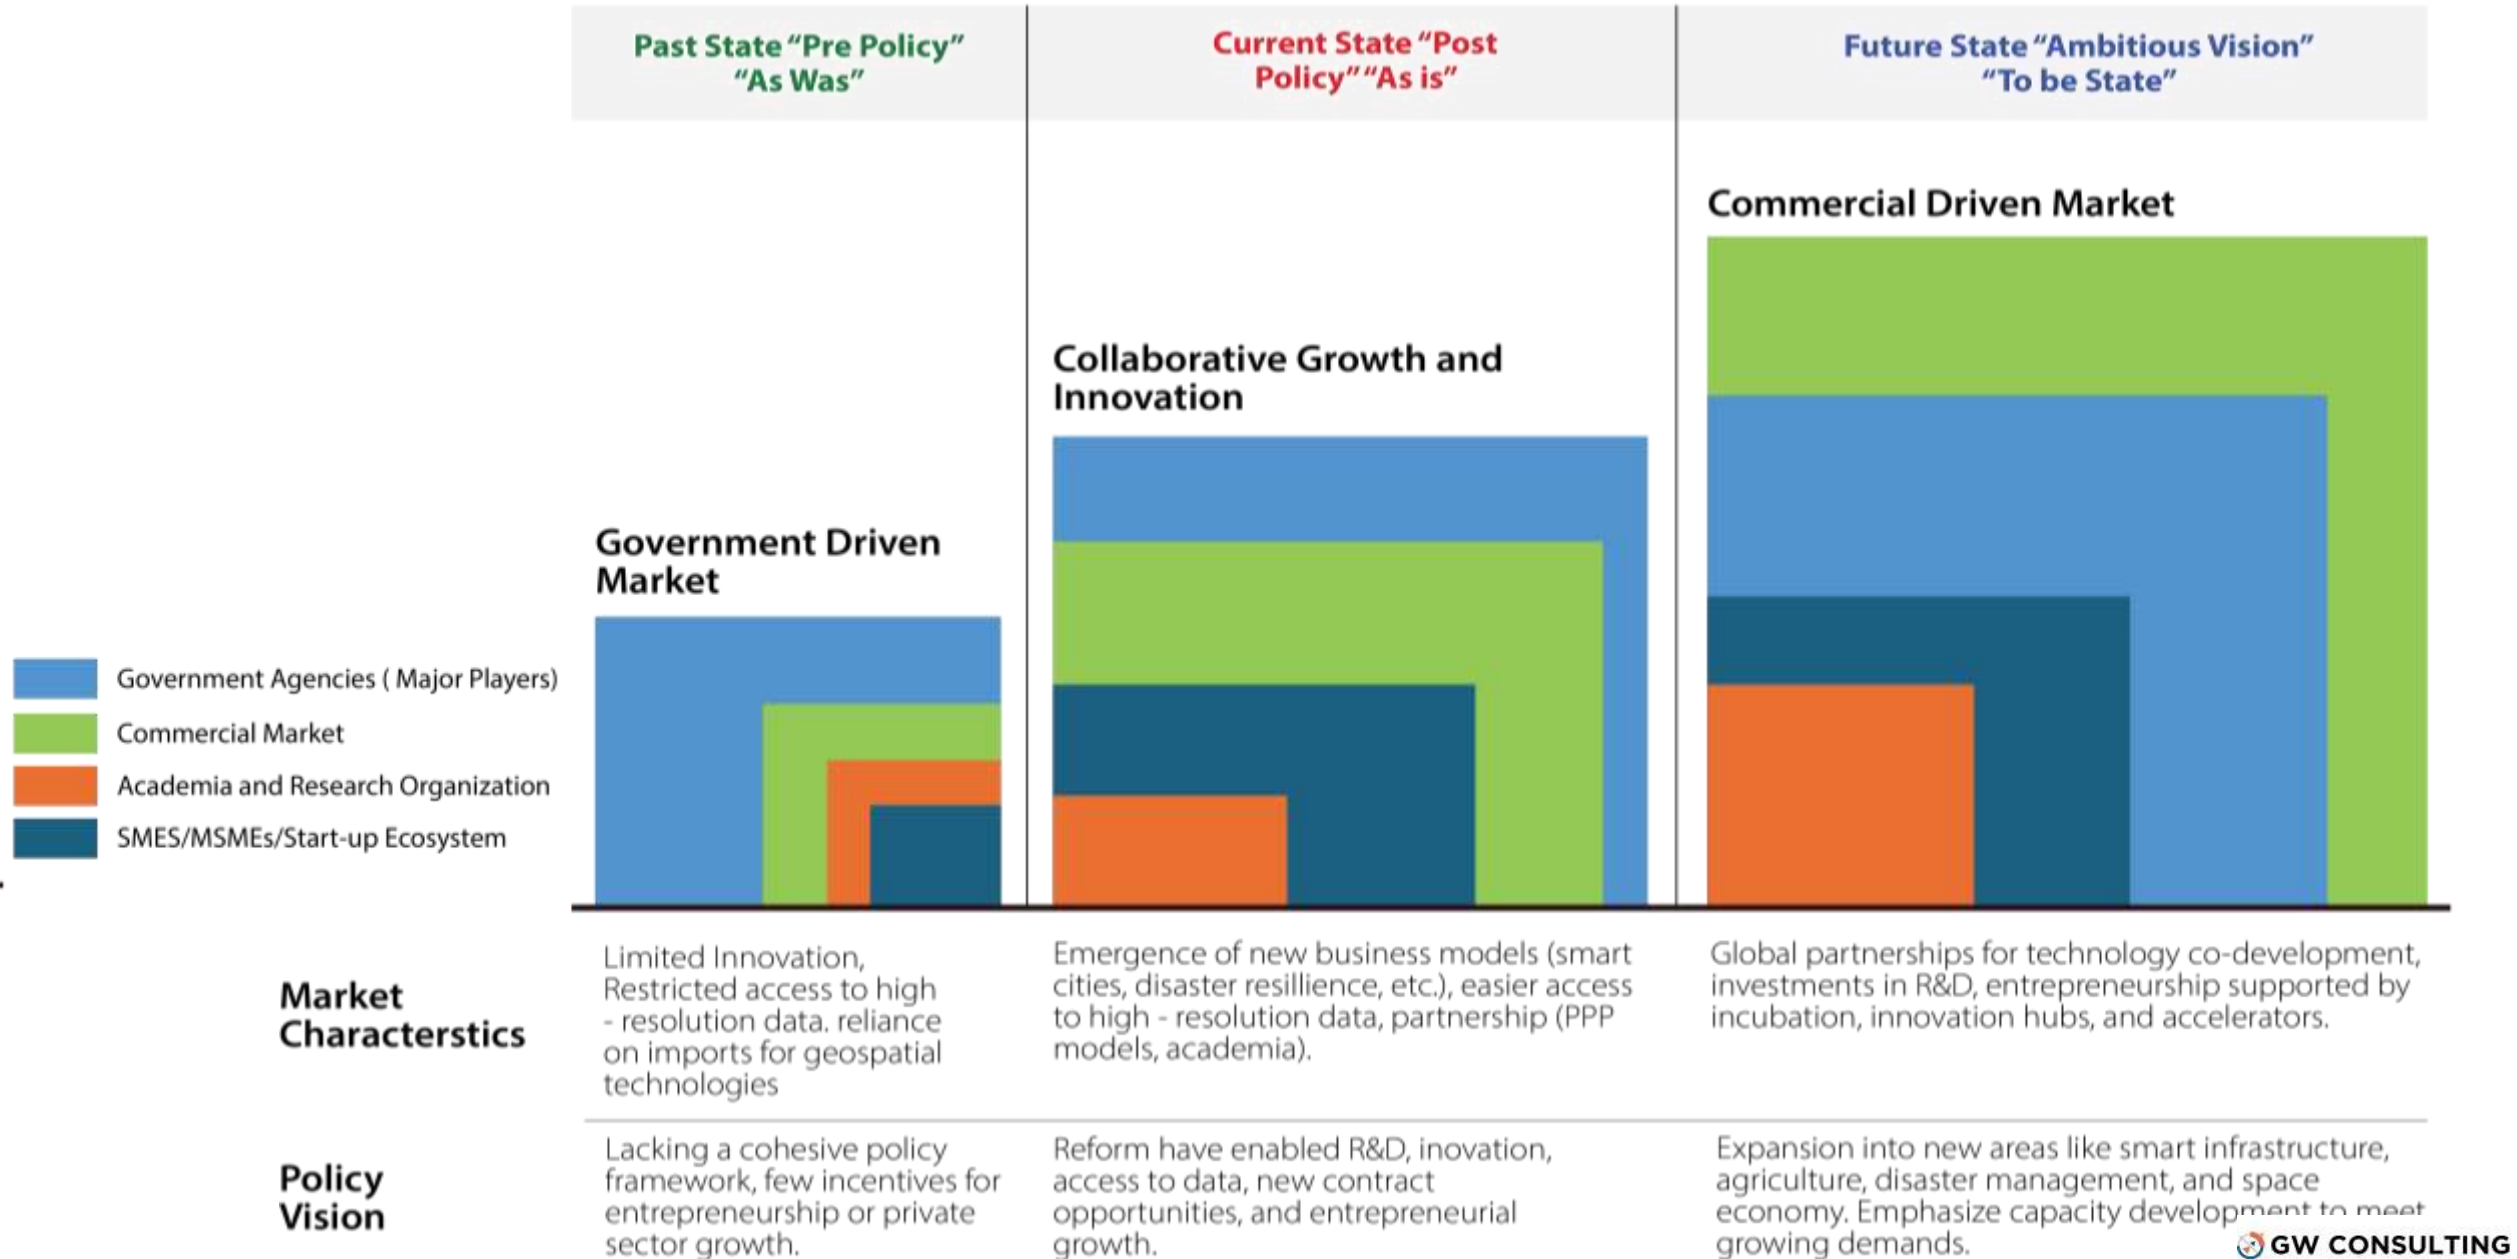 Past State “Pre Policy”
“As Was”
Current State “Post
Policy” “As is”
Future State “Ambitious Vision”
“To be State”
Commercial Driven Market
Collaborative Growth and
Innovation
Government Driven
Market
Government Agencies ( Major Players)
Commercial Market
Academia and Research Organization
SMES/MSMEs/Start-up Ecosystem
Market
Characterstics
Limited Innovation,
Restricted access to high
- resolution data. reliance
on imports for geospatial
technologies
Emergence of new business models (smart
cities, disaster resillience, etc.), easier access
to high - resolution data, partnership (PPP
models, academia).
Global partnerships for technology co-development,
investments in R&D, entrepreneurship supported by
incubation, innovation hubs, and accelerators.
Policy
Vision
Lacking a cohesive policy
framework, few incentives for
entrepreneurship or private
sector growth.
Reform have enabled R&D, inovation,
access to data, new contract
opportunities, and entrepreneurial
growth.
Expansion into new areas like smart infrastructure,
agriculture, disaster management, and space
economy. Emphasize capacity development to meet
growing demands.
GW CONSULTING